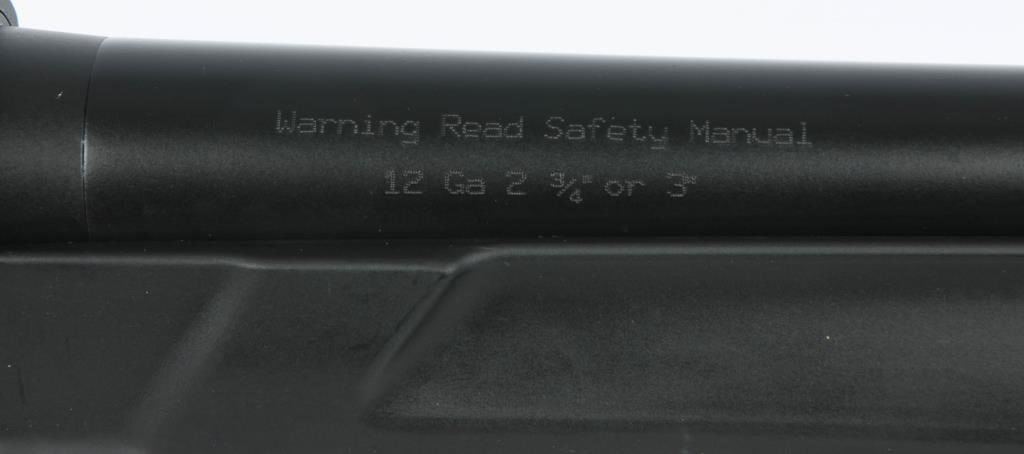 Warning Read Safety Manual
12 Ga 2 3/4" or 3"